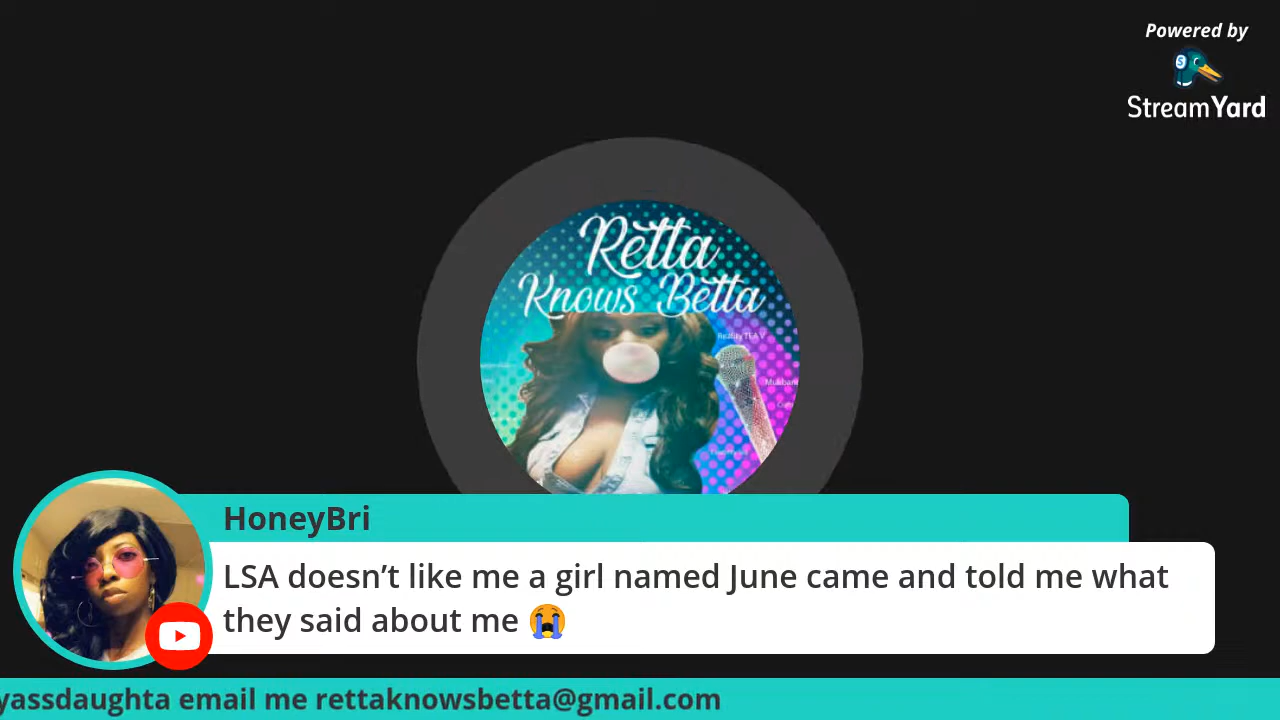 Powered by
StreamYard
Retta
Knows Betta
HoneyBri
LSA doesn’t like me a girl named June came and told me what
they said about me 😭
yassdaughta email me rettaknowsbetta@gmail.com